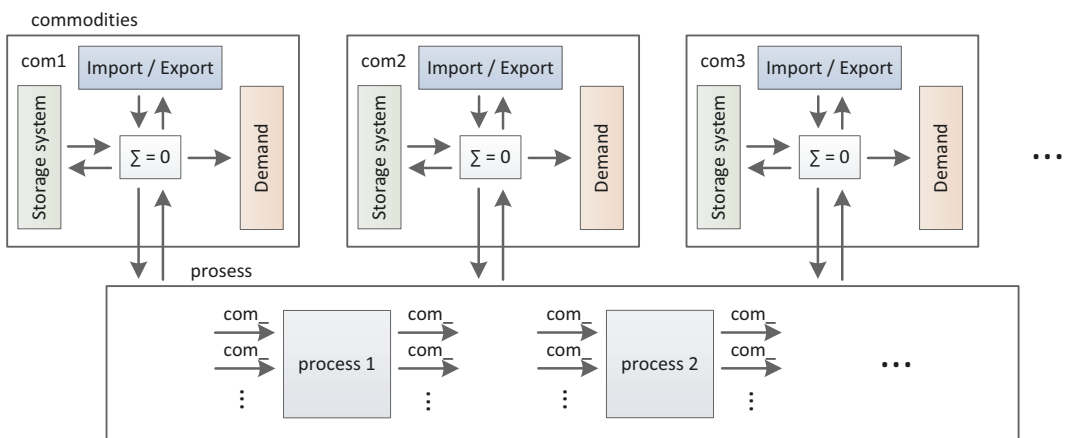 commodities
com1
Import / Export
Storage system
∑ = 0
Demand
com2
Import / Export
Storage system
∑ = 0
Demand
com3
Import / Export
Storage system
∑ = 0
Demand
...
prosess
com_
com_
...
process 1
com_
com_
...
com_
com_
...
process 2
com_
com_
...
...